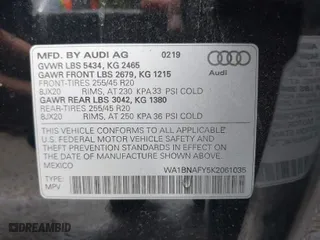 MFD. BY AUDI AG 0219
GVWR LBS 5434, KG 2465
GAWR FRONT LBS 2679, KG 1215
FRONT-TIRES 255/45 R20
8JX20 RIMS,AT 230 KPA 33 PSI COLD
GAWR REAR LBS 3042, KG 1380
REAR-TIRES 255/45 R20
8JX20 RIMS,AT 250 KPA 36 PSI COLD
THIS VEHICLE CONFORMS TO ALL APPLICABLE
U.S. FEDERAL MOTOR VEHICLE SAFETY
AND THEFT PREVENTION STANDARDS IN EFFECT ON THE
DATE OF MANUFACTURE SHOWN ABOVE
MEXICO
WA1BNAFY5K2061035
TYPE:
MPV
DREAMBID